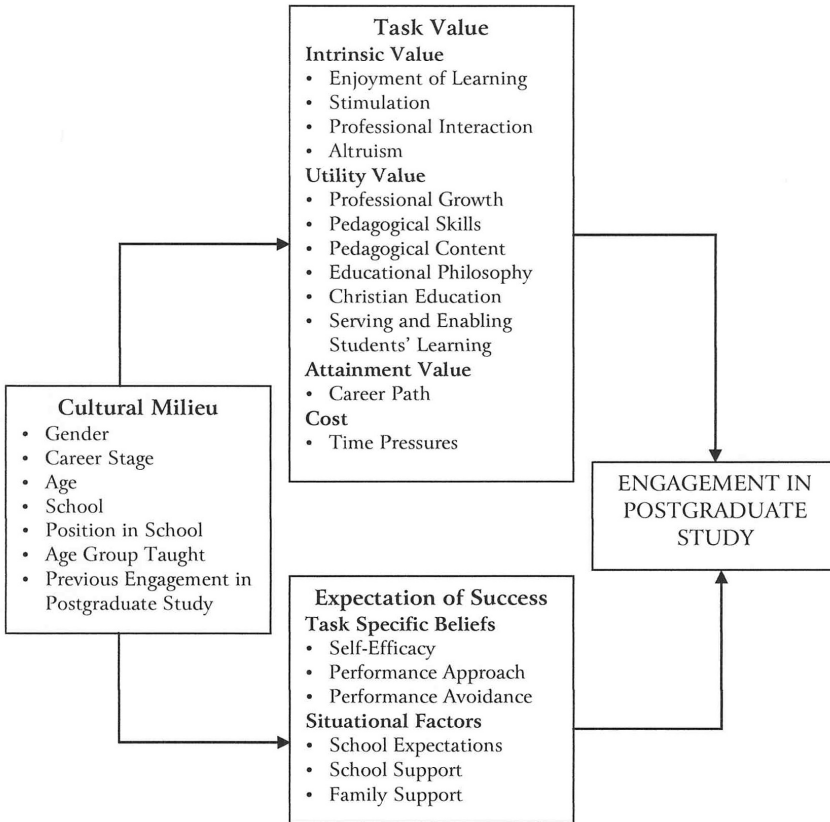 Task Value
Intrinsic Value
• Enjoyment of Learning
• Stimulation
• Professional Interaction
• Altruism
Utility Value
• Professional Growth
• Pedagogical Skills
• Pedagogical Content
• Educational Philosophy
• Christian Education
• Serving and Enabling
Students' Learning
Attainment Value
• Career Path
Cost
• Time Pressures
Cultural Milieu
• Gender
• Career Stage
• Age
• School
• Position in School
• Age Group Taught
• Previous Engagement in
Postgraduate Study
Expectation of Success
Task Specific Beliefs
• Self-Efficacy
• Performance Approach
• Performance Avoidance
Situational Factors
• School Expectations
• School Support
• Family Support
ENGAGEMENT IN
POSTGRADUATE
STUDY